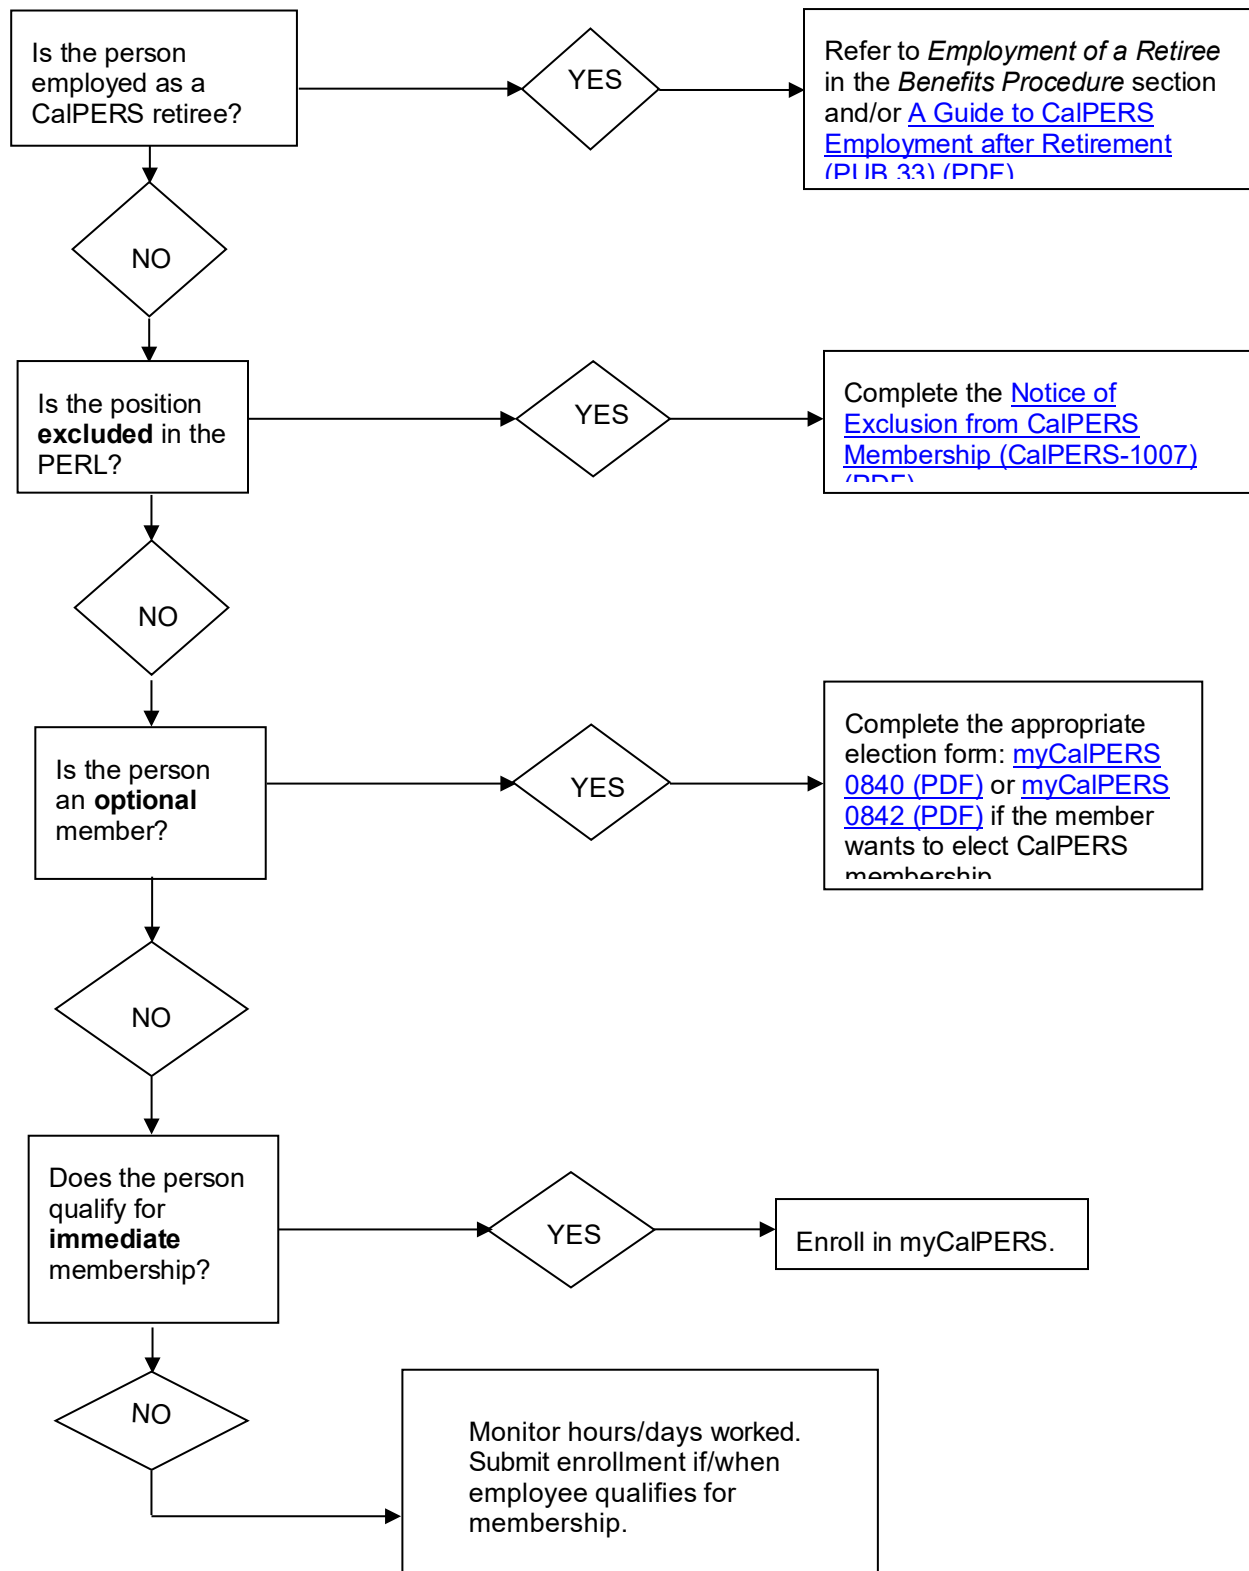 Is the person
employed as a
CalPERS retiree?
YES
Refer to Employment of a Retiree
in the Benefits Procedure section
and/or A Guide to CalPERS
Employment after Retirement
(PUB 33) (PDF)
NO
Is the position
excluded in the
PERL?
YES
Complete the Notice of
Exclusion from CalPERS
Membership (CalPERS-1007)
(PDF)
NO
Is the person
an optional
member?
YES
Complete the appropriate
election form: myCalPERS
0840 (PDF) or myCalPERS
0842 (PDF) if the member
wants to elect CalPERS
membership
NO
Does the person
qualify for
immediate
membership?
YES
Enroll in myCalPERS.
NO
Monitor hours/days worked.
Submit enrollment if/when
employee qualifies for
membership.